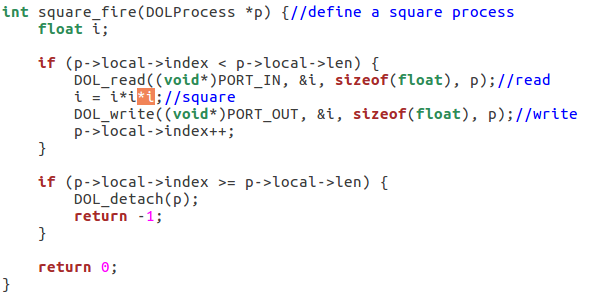 int square_fire(DOLProcess *p) {//define a square process
    float i;

    if (p->local->index < p->local->len) {
        DOL_read((void*)PORT_IN, &i, sizeof(float), p);//read
        i = i*i*i;//square
        DOL_write((void*)PORT_OUT, &i, sizeof(float), p);//write
        p->local->index++;
    }

    if (p->local->index >= p->local->len) {
        DOL_detach(p);
        return -1;
    }

    return 0;
}